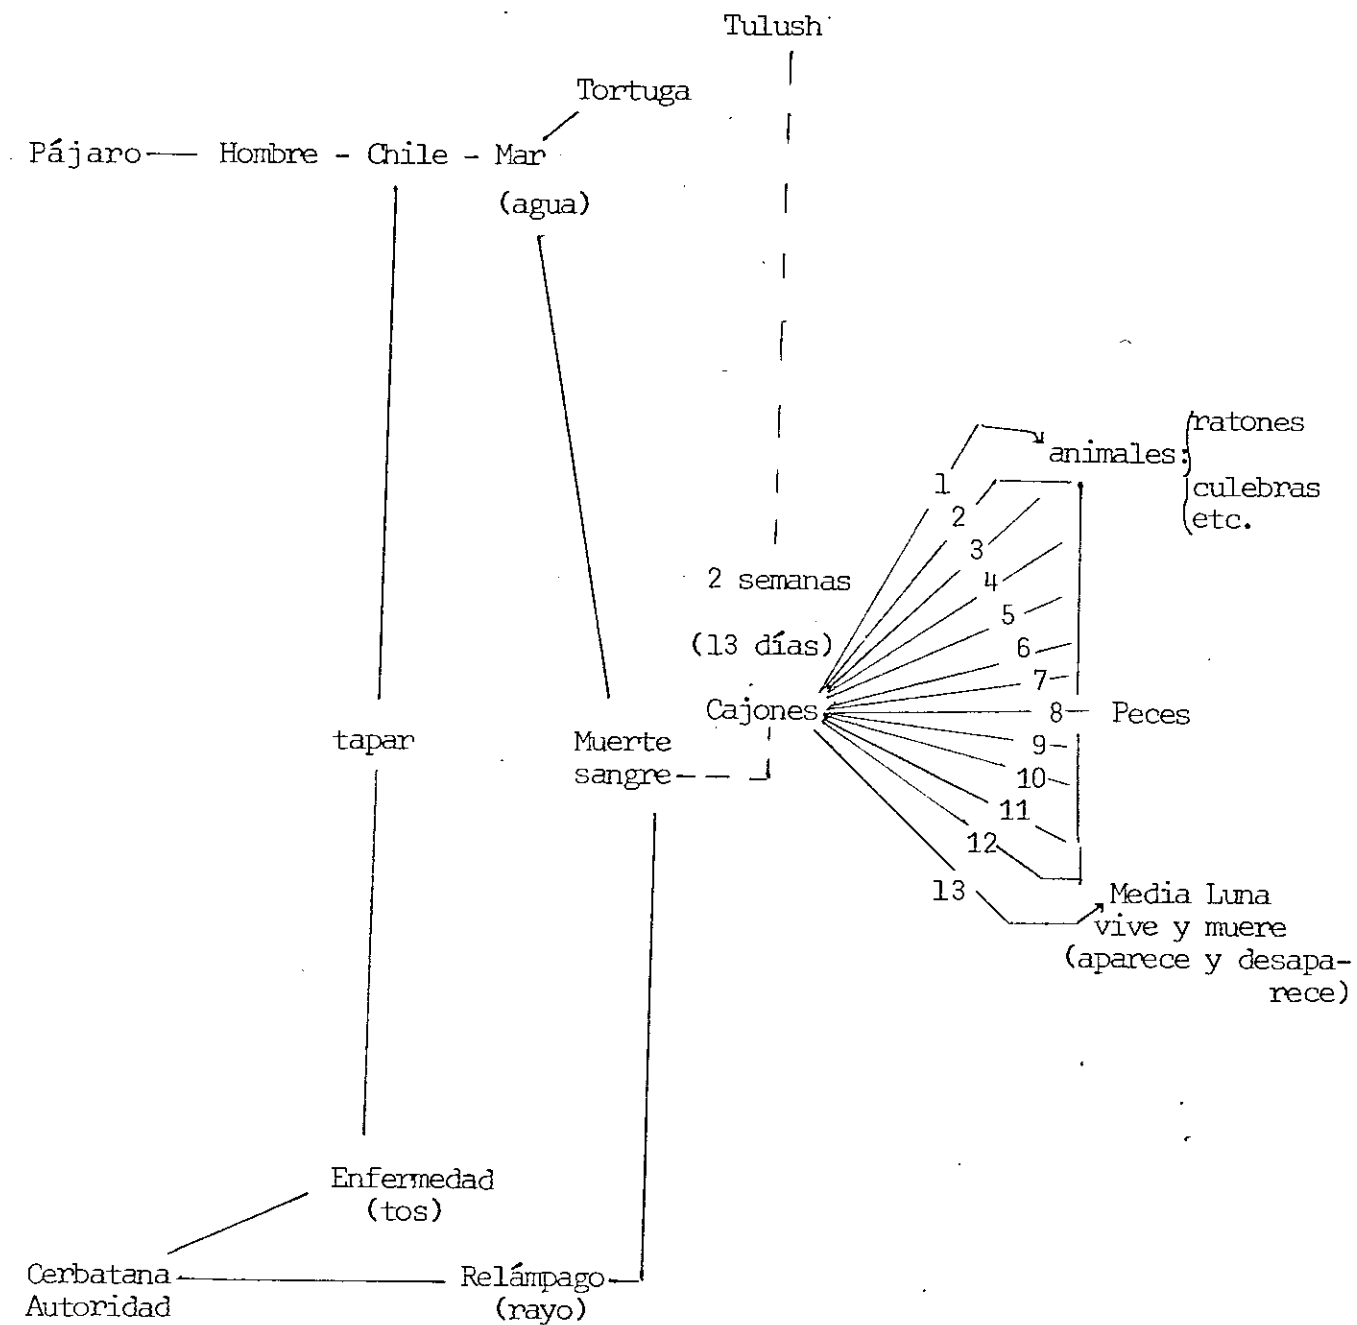 Tulush
Tortuga
Pájaro — Hombre - Chile - Mar
(agua)
ratones
animales:
culebras
etc.
1
2
3
4
5
6
7
8
9
10
11
12
13
2 semanas
(13 días)
Cajones
Peces
tapar
Muerte
sangre
Media Luna
vive y muere
(aparece y desapa-
rece)
Enfermedad
(tos)
Cerbatana
Autoridad
Relámpago
(rayo)